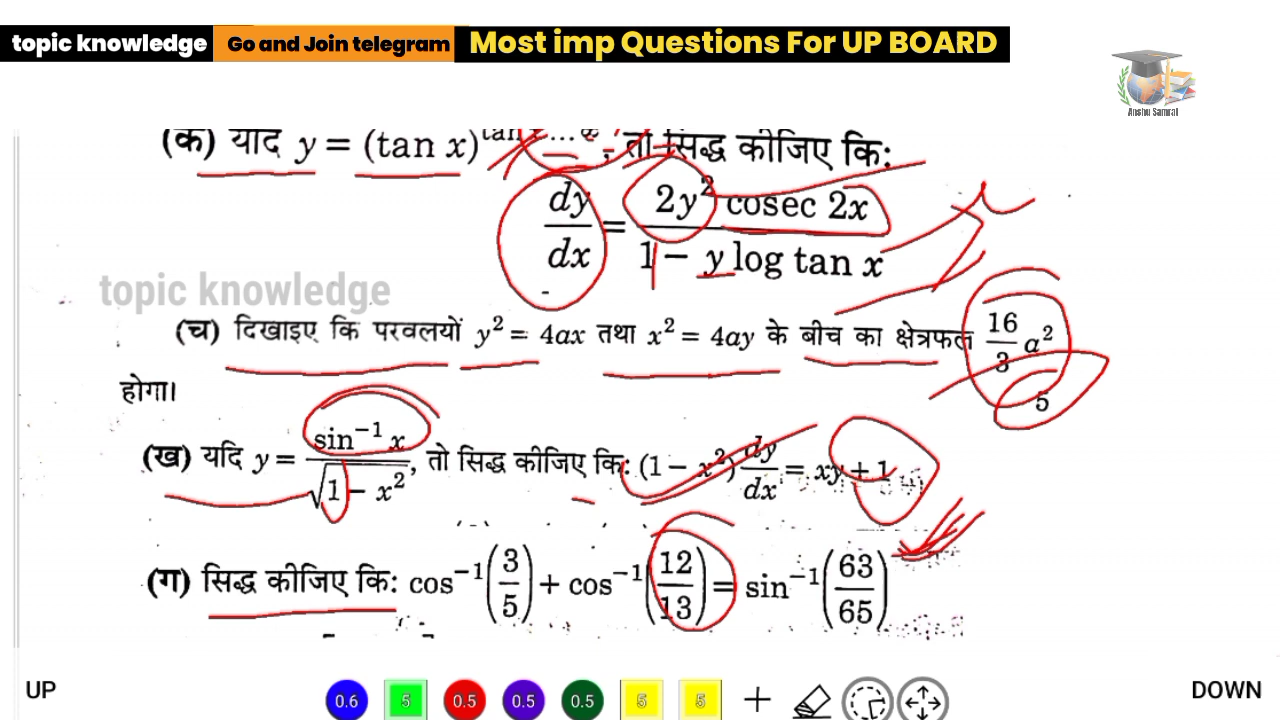 topic knowledge Go and Join telegram Most imp Questions For UP BOARD
Anshu Samrat
(क) यदि y = (tan x)^tan ...∞, तो सिद्ध कीजिए कि:
dy/dx = 2y² cosec 2x / 1 − y log tan x
topic knowledge
(च) दिखाइए कि परवलयों y² = 4ax तथा x² = 4ay के बीच का क्षेत्रफल 16/3 a²
होगा। 5
(ख) यदि y = sin⁻¹ x / √1 − x², तो सिद्ध कीजिए कि: (1 − x²) dy/dx = xy + 1
(ग) सिद्ध कीजिए कि: cos⁻¹(3/5) + cos⁻¹(12/13) = sin⁻¹(63/65)
UP 0.6 5 0.5 0.5 0.5 5 5 DOWN